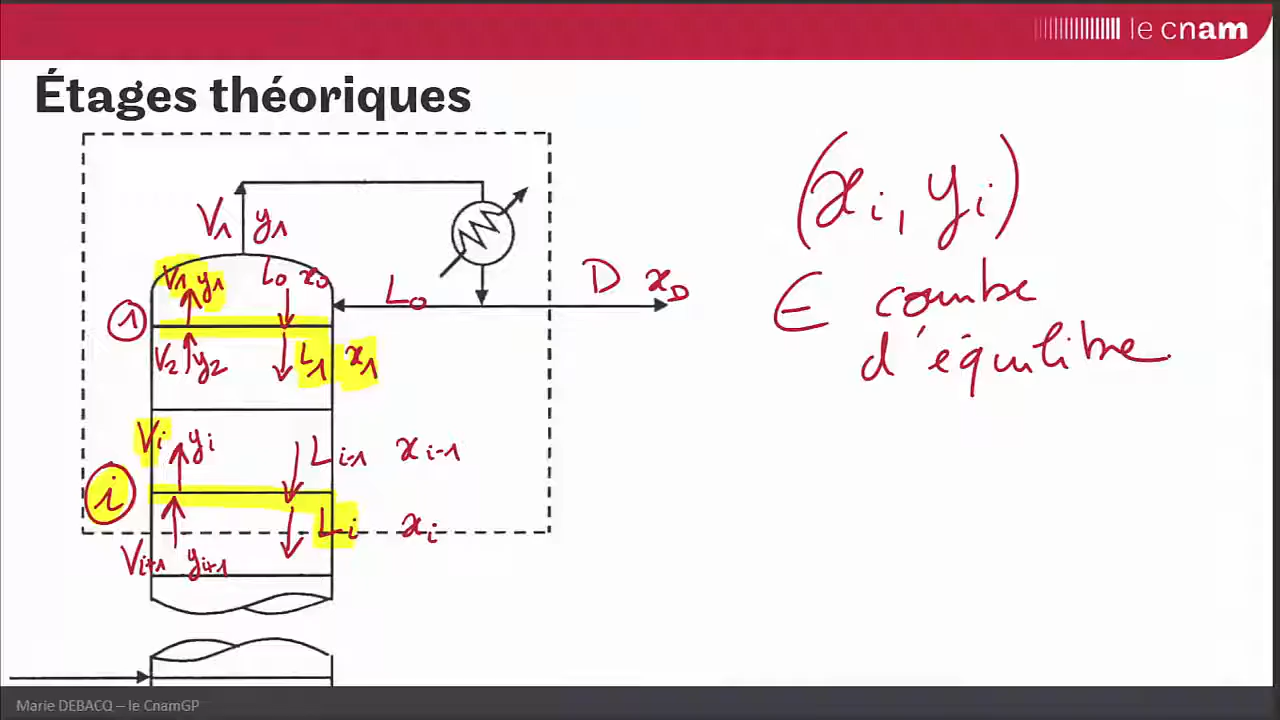 le cnam
Étages théoriques
V1 y1
V1 y1
L0 x0
L0
D xD
1
V2 y2
L1 x1
Vi yi
Li-1 xi-1
i
Li xi
Vi+1 yi+1
(xi, yi)
∈ courbe
d'équilibre
Marie DEBACQ – le CnamGP